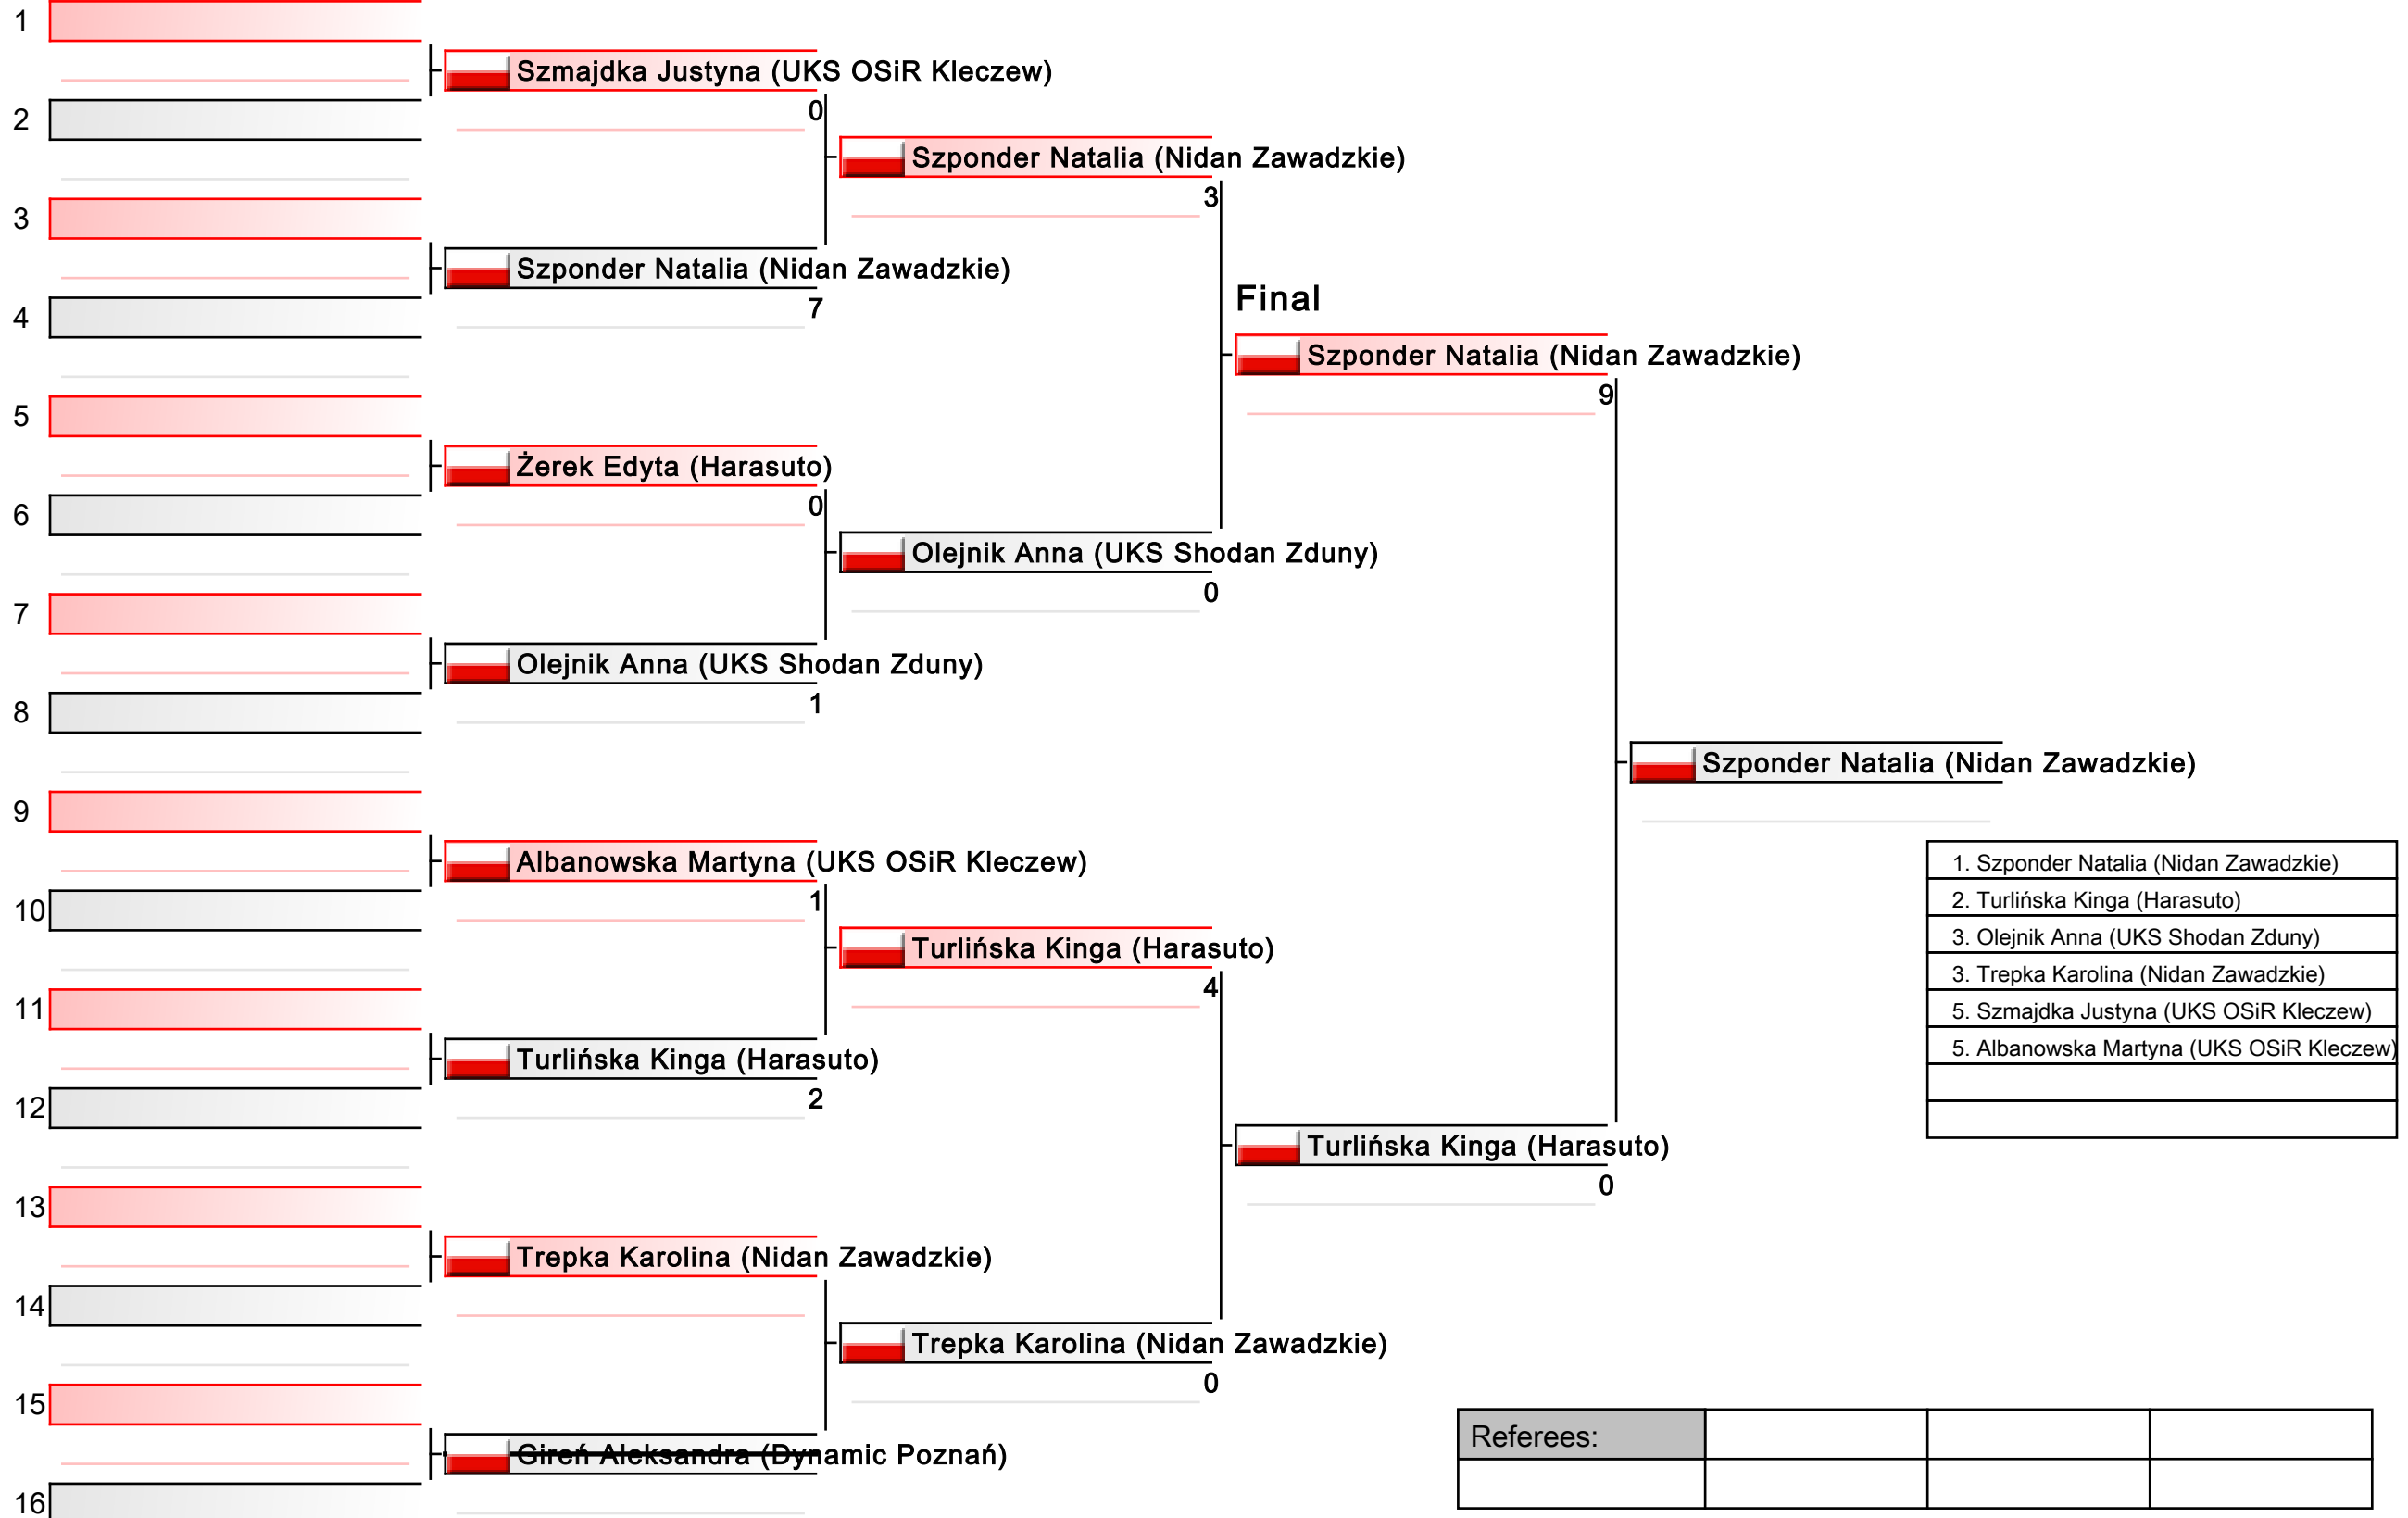 1
Szmajdka Justyna (UKS OSiR Kleczew)
0
2
Szponder Natalia (Nidan Zawadzkie)
3
3
Szponder Natalia (Nidan Zawadzkie)
7
4
Final
Szponder Natalia (Nidan Zawadzkie)
9
5
Żerek Edyta (Harasuto)
0
6
Olejnik Anna (UKS Shodan Zduny)
0
7
Olejnik Anna (UKS Shodan Zduny)
1
8
Szponder Natalia (Nidan Zawadzkie)
9
Albanowska Martyna (UKS OSiR Kleczew)
1
10
Turlińska Kinga (Harasuto)
4
11
Turlińska Kinga (Harasuto)
2
12
Turlińska Kinga (Harasuto)
0
13
Trepka Karolina (Nidan Zawadzkie)
14
Trepka Karolina (Nidan Zawadzkie)
0
15
Gireń Aleksandra (Dynamic Poznań)
16
1. Szponder Natalia (Nidan Zawadzkie)
2. Turlińska Kinga (Harasuto)
3. Olejnik Anna (UKS Shodan Zduny)
3. Trepka Karolina (Nidan Zawadzkie)
5. Szmajdka Justyna (UKS OSiR Kleczew)
5. Albanowska Martyna (UKS OSiR Kleczew)
Referees: